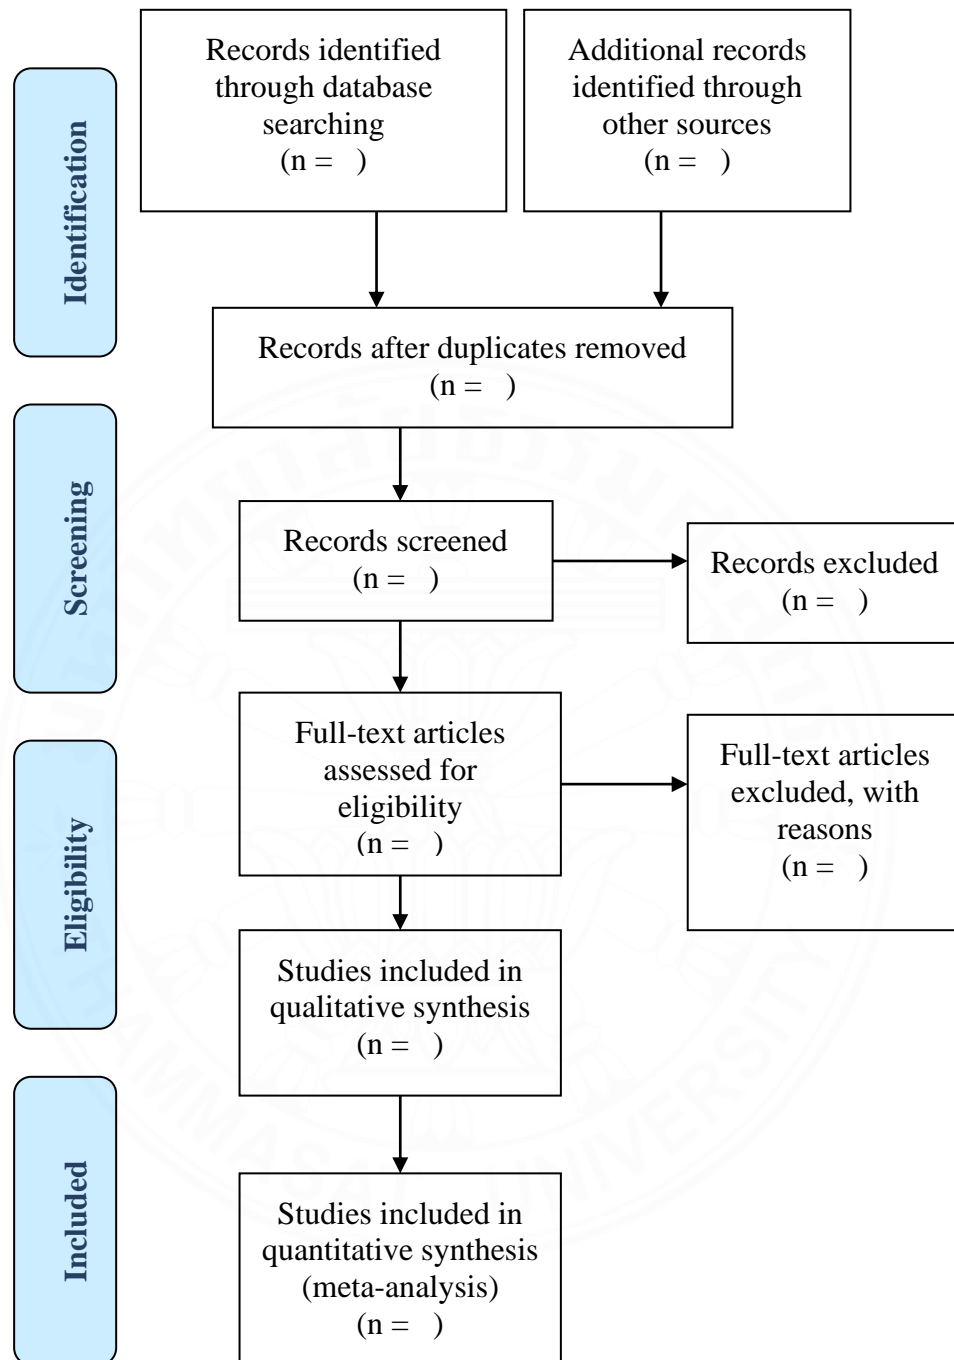 Records identified
through database
searching
(n =   )
Additional records
identified through
other sources
(n =   )
Identification
Records after duplicates removed
(n =   )
Screening
Records screened
(n =   )
Records excluded
(n =   )
Eligibility
Full-text articles
assessed for
eligibility
(n =   )
Full-text articles
excluded, with
reasons
(n =   )
Studies included in
qualitative synthesis
(n =   )
Included
Studies included in
quantitative synthesis
(meta-analysis)
(n =   )
THAMMASAT UNIVERSITY